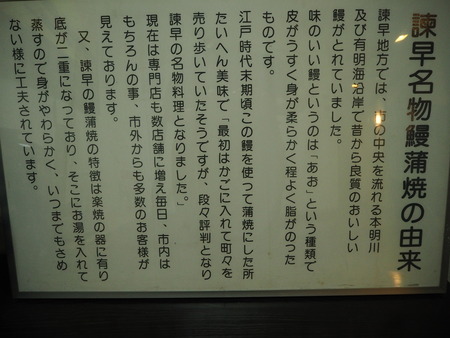 諫早名物鰻蒲焼の由来
諫早地方では、市の中央を流れる本明川
及び有明海沿岸で昔から良質のおいしい
鰻がとれていました。
味のいい鰻というのは「あお」という種類で
皮がうすく身が柔らかく程よく脂がのった
ものです。
江戸時代末期頃この鰻を使って蒲焼にした所
たいへん美味で「最初はかごに入れて町々を
売り歩いていたそうですが、段々評判となり
諫早の名物料理となりました。」
現在は専門店も数店舗に増え毎日、市内は
もちろんの事、市外からも多数のお客様が
見えております。
又、諫早の鰻蒲焼の特徴は楽焼の器に有り
底が二重になっており、そこにお湯を入れて
蒸すので身がやわらかく、いつまでもさめ
ない様に工夫されています。